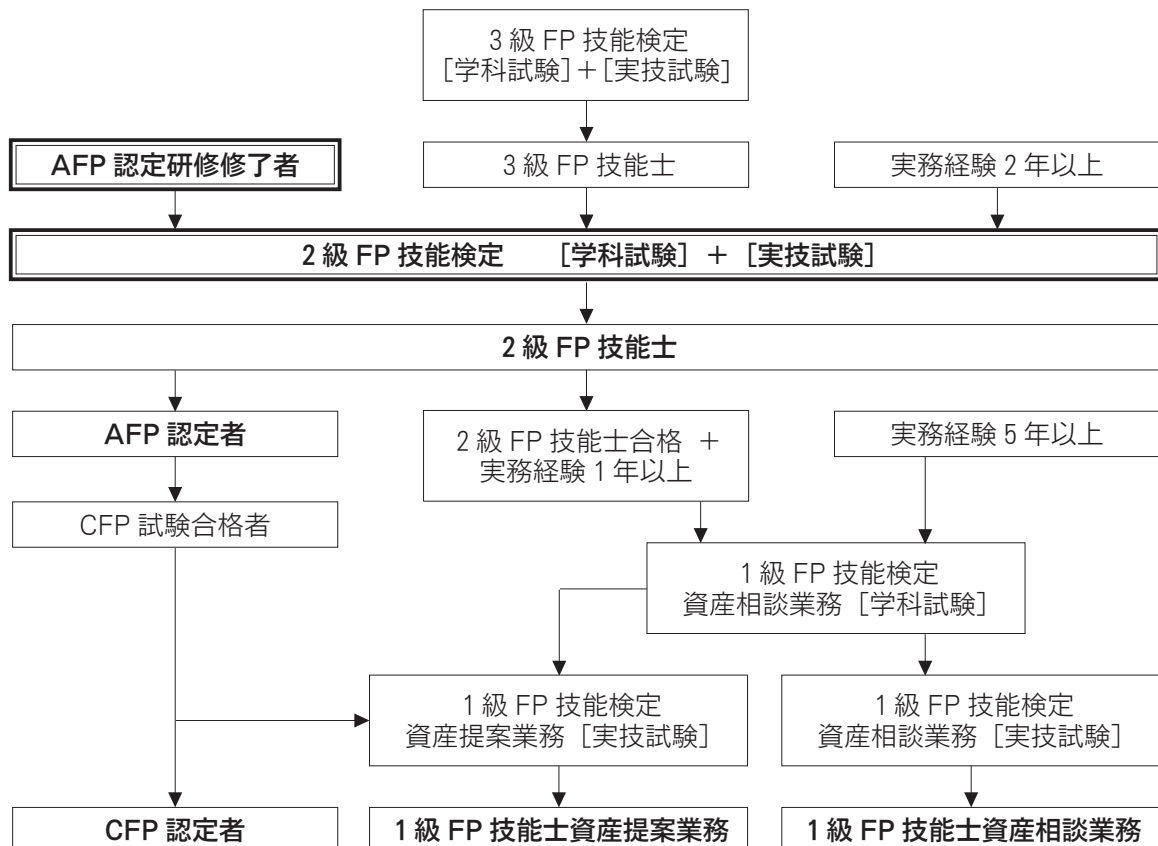 3 級 FP 技能検定
[学科試験]＋[実技試験]
AFP 認定研修修了者
3 級 FP 技能士
実務経験 2 年以上
2 級 FP 技能検定　［学科試験］ ＋ ［実技試験］
2 級 FP 技能士
AFP 認定者
2 級 FP 技能士合格 ＋
実務経験 1 年以上
実務経験 5 年以上
CFP 試験合格者
1 級 FP 技能検定
資産相談業務［学科試験］
1 級 FP 技能検定
資産提案業務［実技試験］
1 級 FP 技能検定
資産相談業務［実技試験］
CFP 認定者
1 級 FP 技能士資産提案業務
1 級 FP 技能士資産相談業務